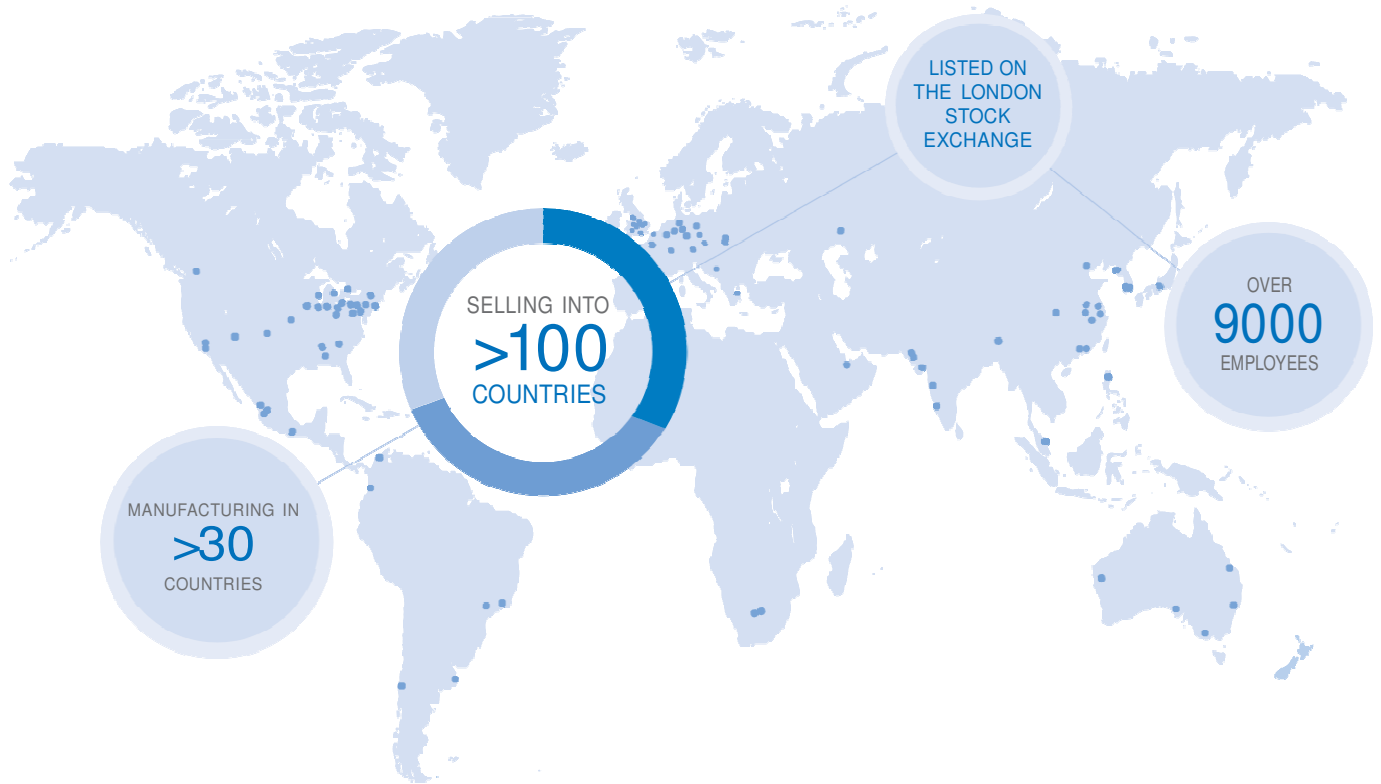 LISTED ON
THE LONDON
STOCK
EXCHANGE
SELLING INTO
>100
COUNTRIES
OVER
9000
EMPLOYEES
MANUFACTURING IN
>30
COUNTRIES